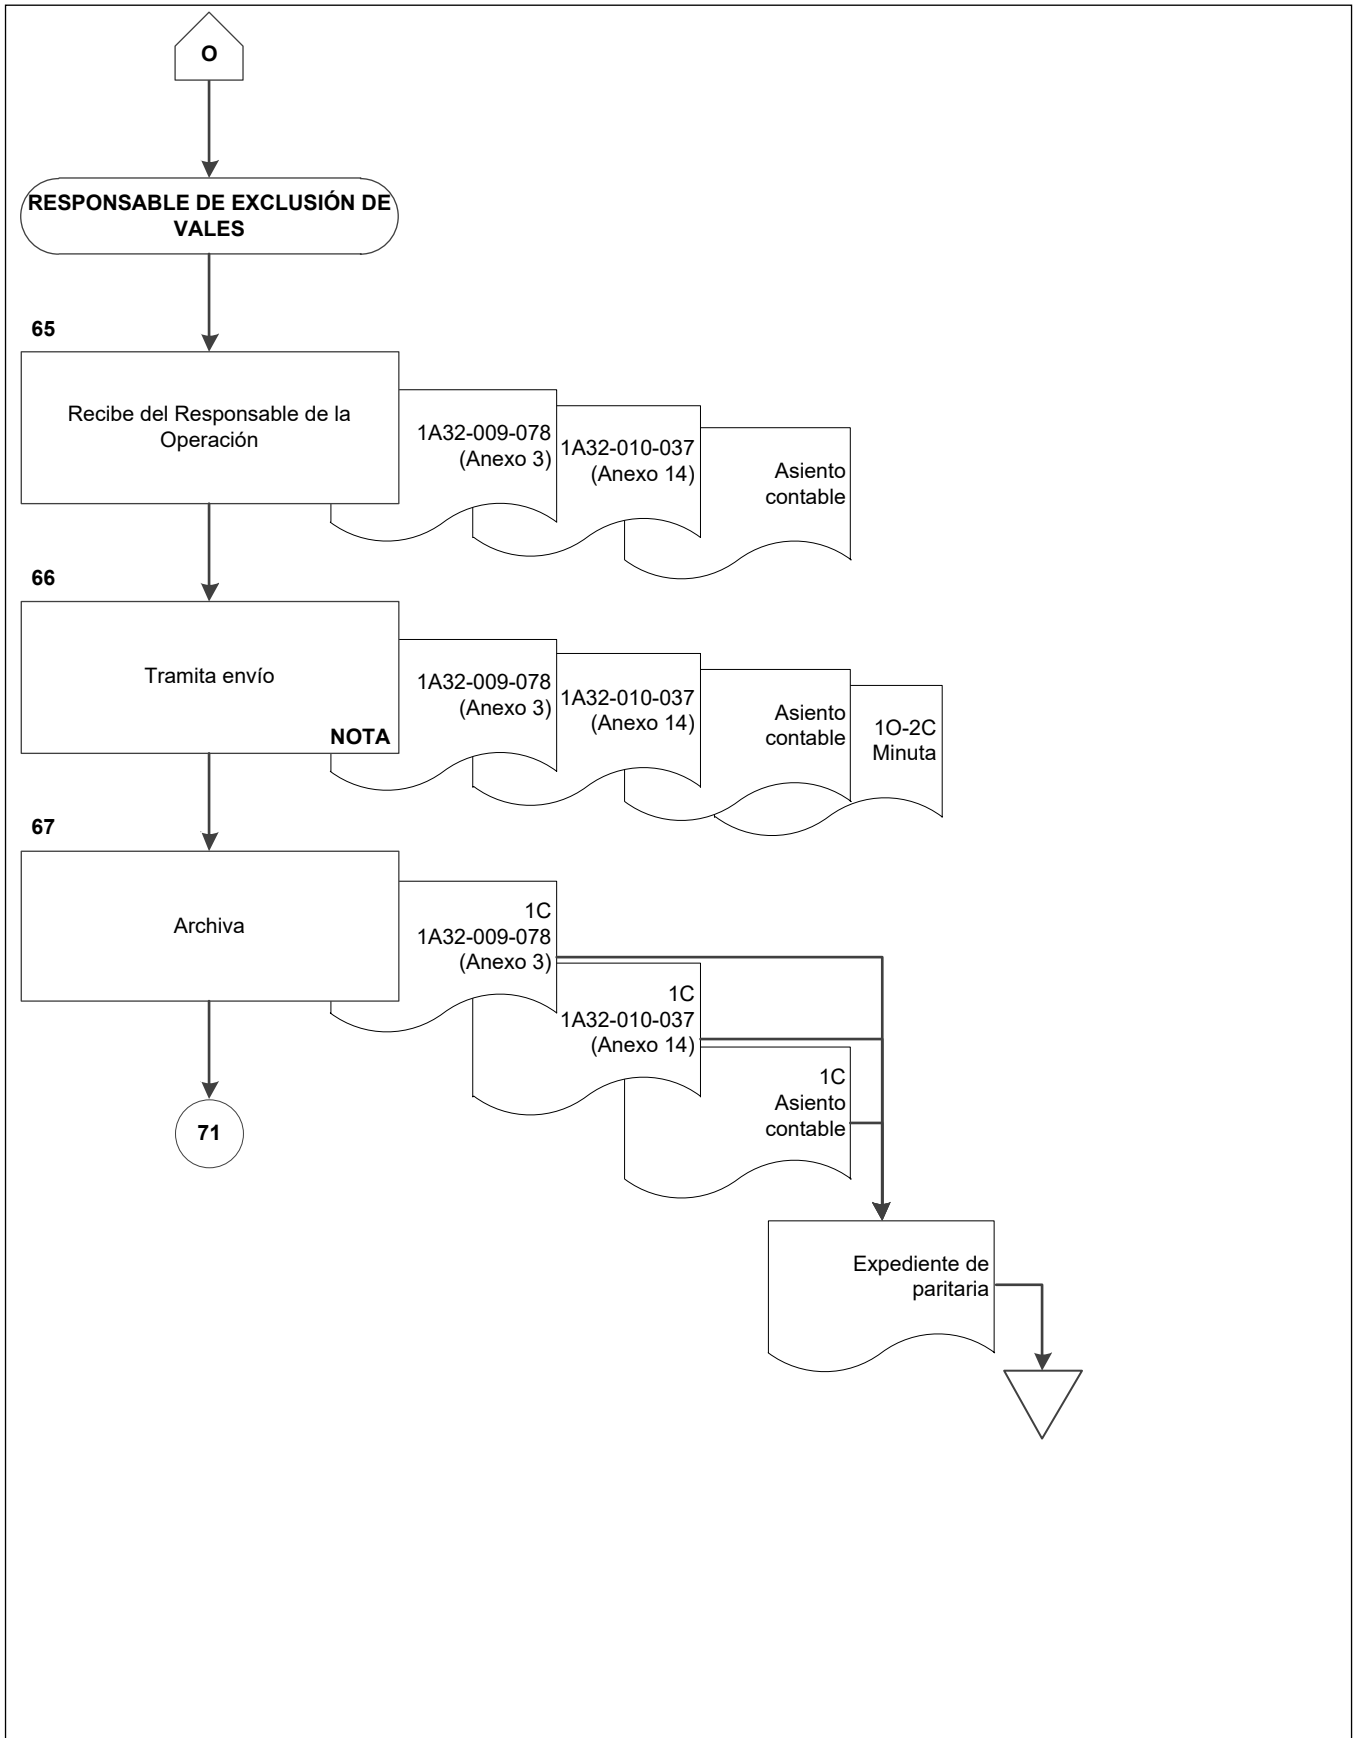 O
RESPONSABLE DE EXCLUSIÓN DE
VALES
65
Recibe del Responsable de la
Operación
1A32-009-078
(Anexo 3)
1A32-010-037
(Anexo 14)
Asiento
contable
66
Tramita envío
NOTA
1A32-009-078
(Anexo 3)
1A32-010-037
(Anexo 14)
Asiento
contable
1O-2C
Minuta
67
Archiva
1C
1A32-009-078
(Anexo 3)
1C
1A32-010-037
(Anexo 14)
1C
Asiento
contable
71
Expediente de
paritaria